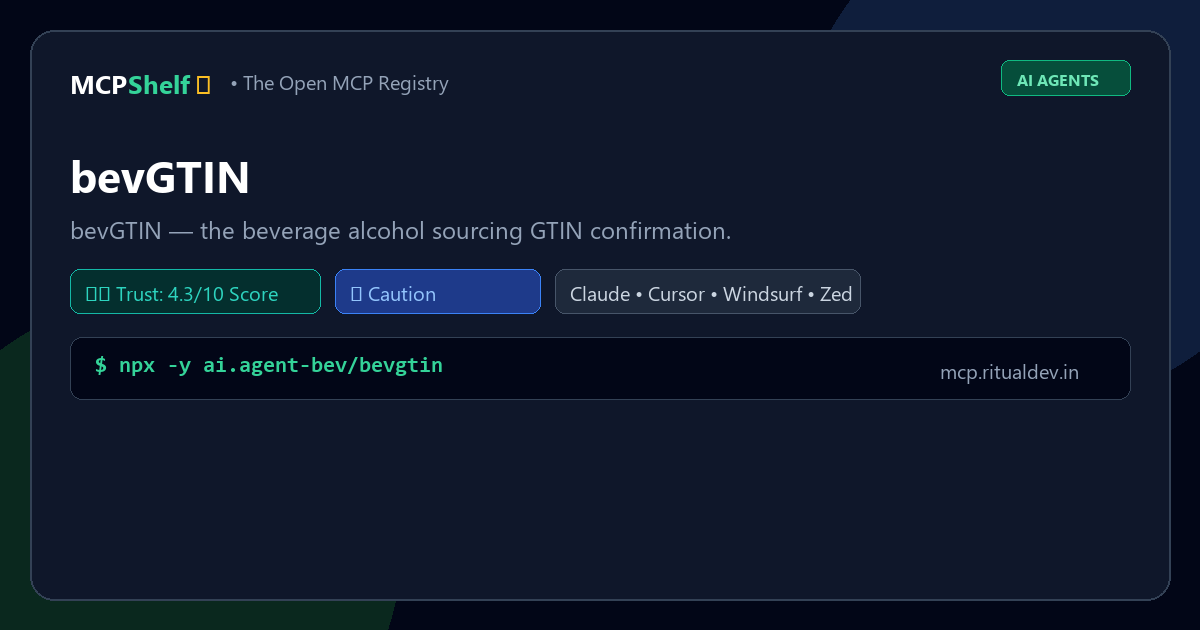 MCPShelf • The Open MCP Registry
AI AGENTS
bevGTIN
bevGTIN — the beverage alcohol sourcing GTIN confirmation.
Trust: 4.3/10 Score
Caution
Claude • Cursor • Windsurf • Zed
$ npx -y ai.agent-bev/bevgtin
mcp.ritualdev.in